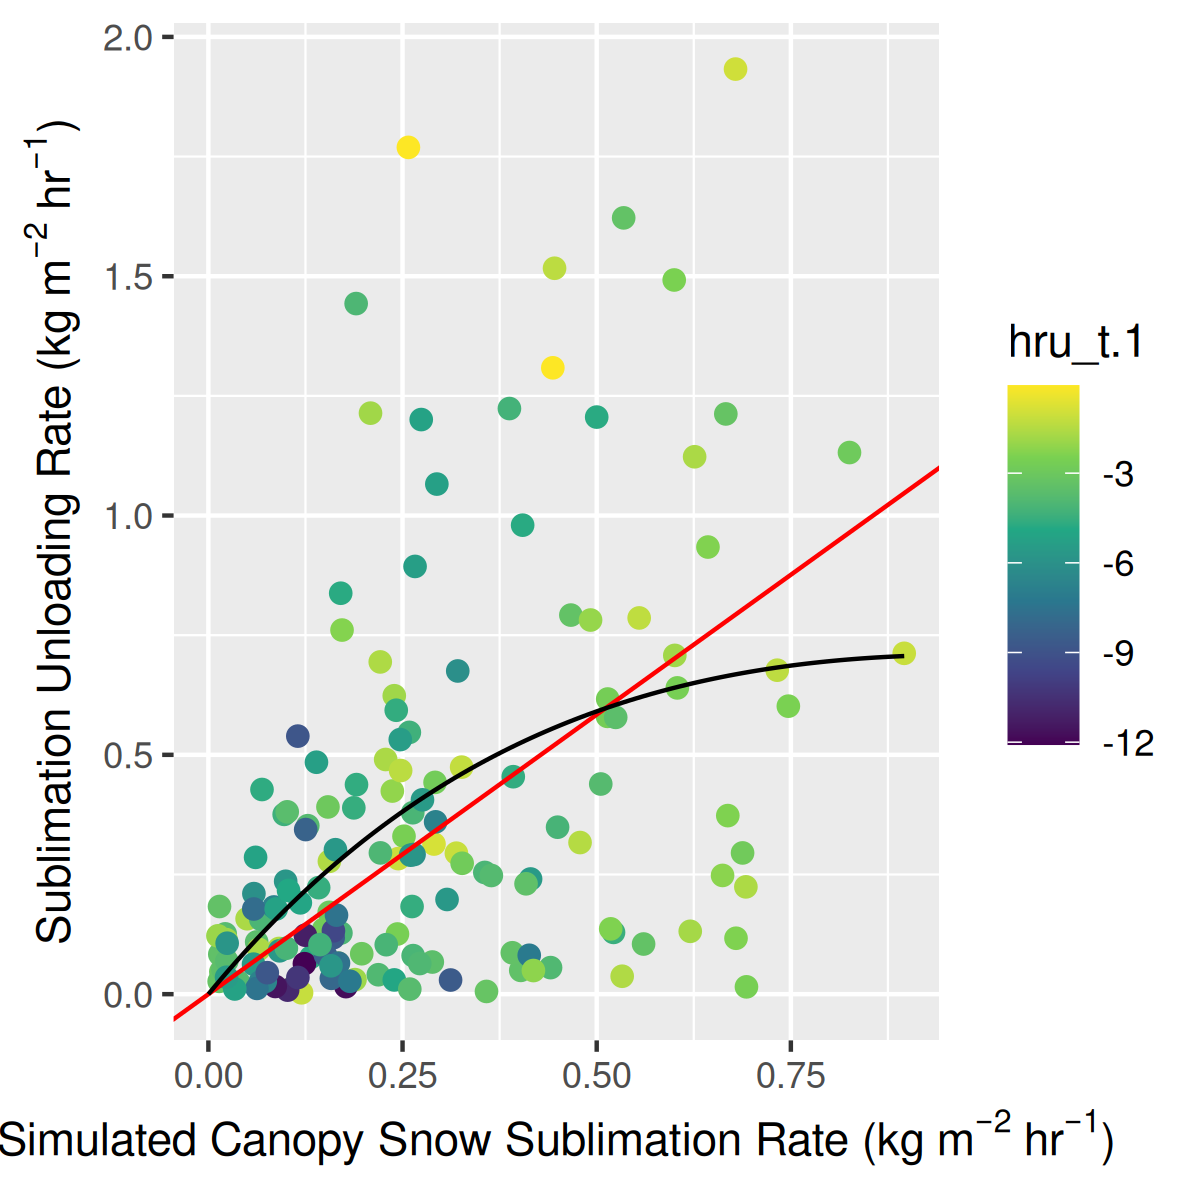 Sublimation Unloading Rate (kg m−2 hr−1)
2.0
1.5
1.0
0.5
0.0
0.00 0.25 0.50 0.75
Simulated Canopy Snow Sublimation Rate (kg m−2 hr−1)
hru_t.1
-3
-6
-9
-12